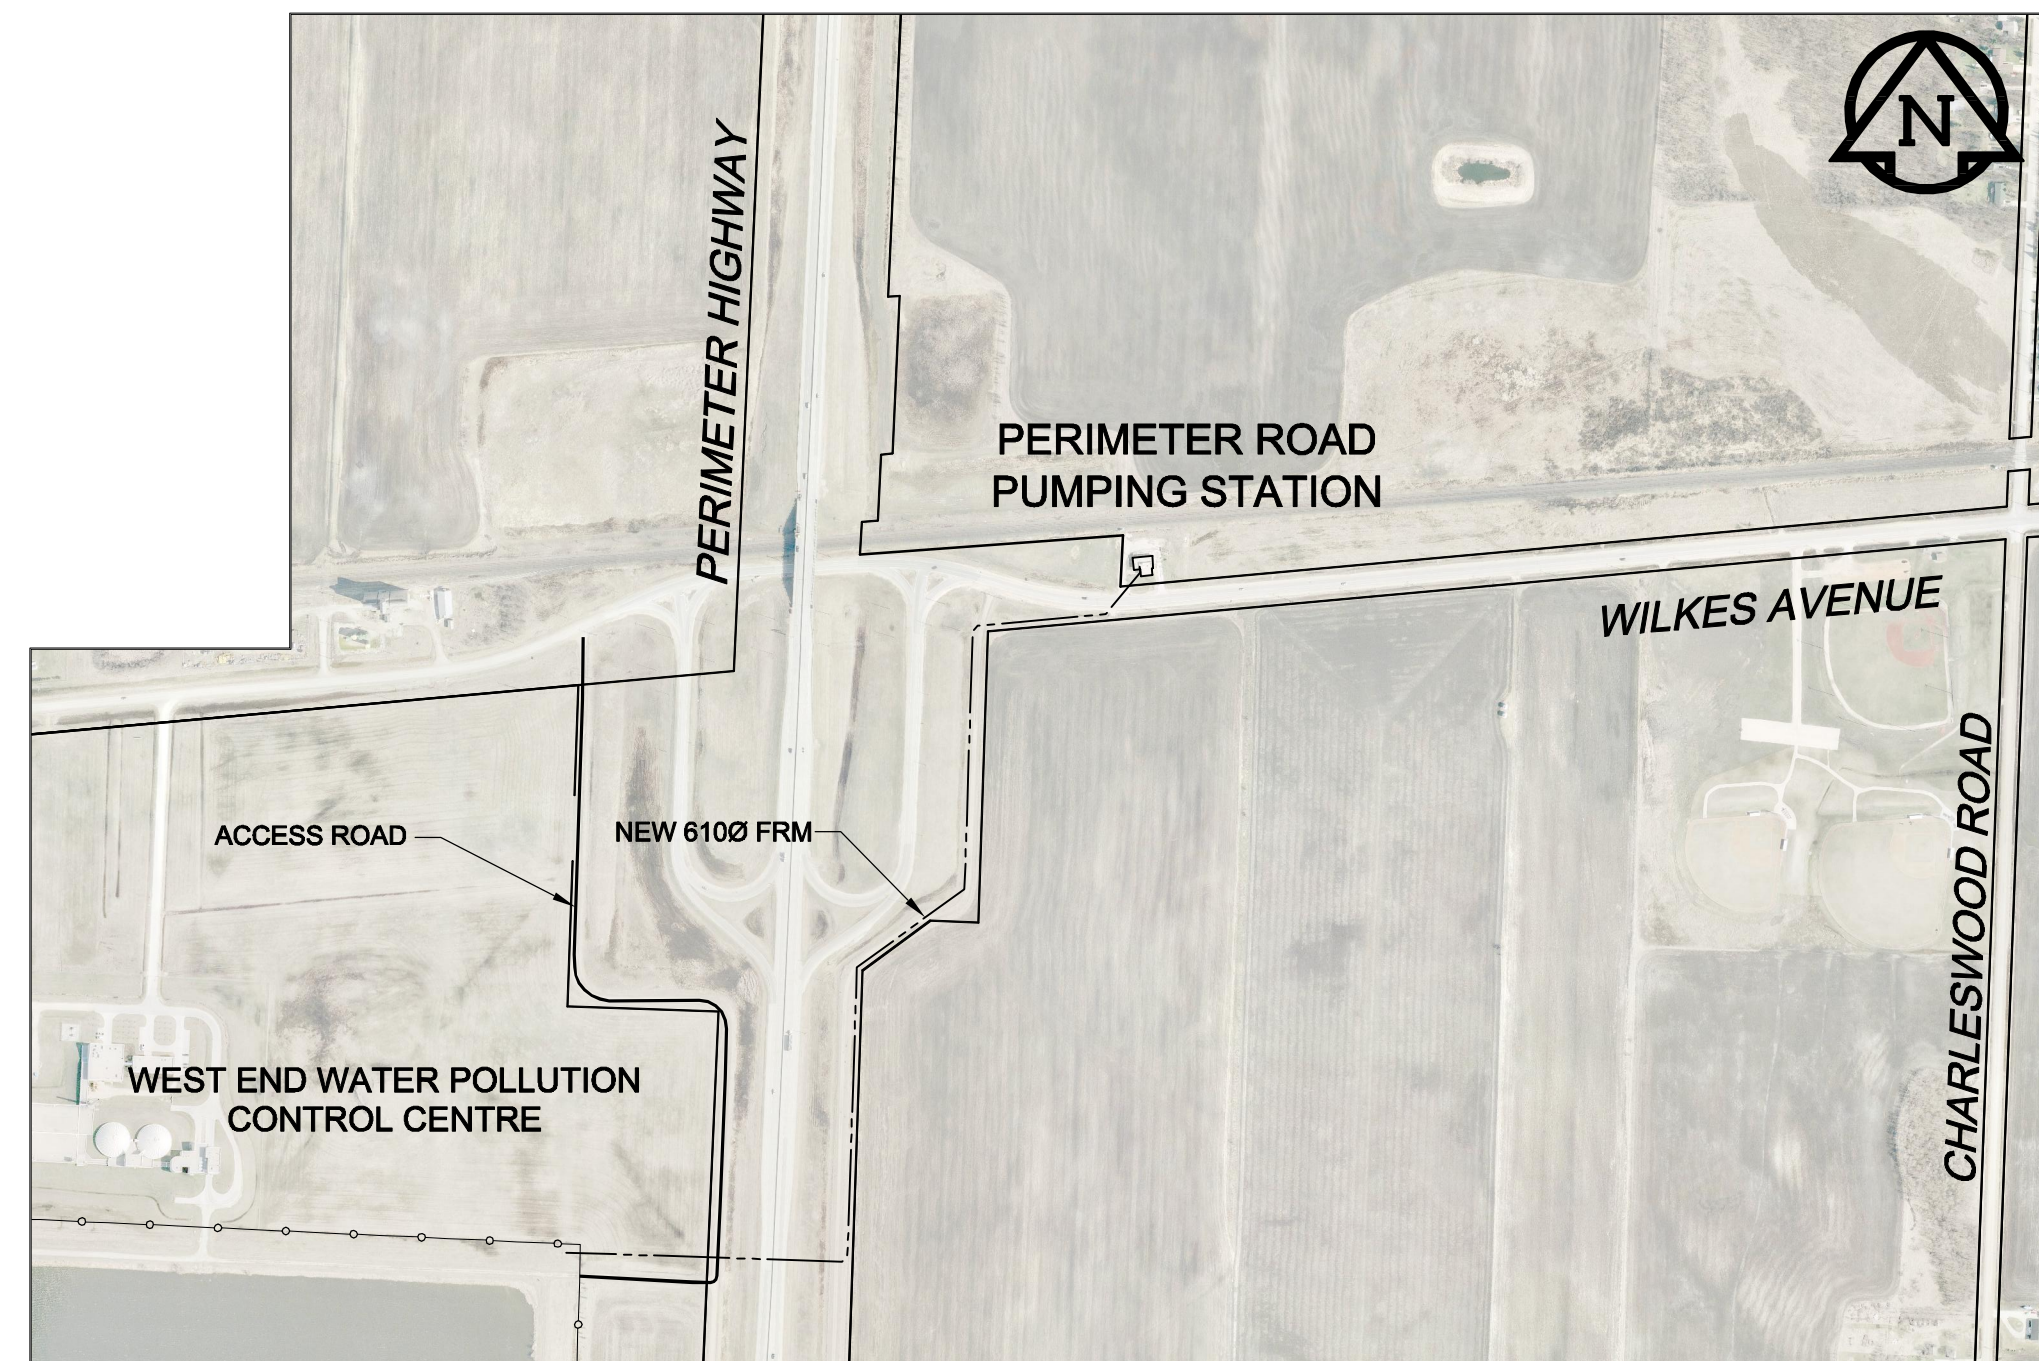 N
PERIMETER HIGHWAY
PERIMETER ROAD
PUMPING STATION
WILKES AVENUE
ACCESS ROAD
NEW 610Ø FRM
CHARLESWOOD ROAD
WEST END WATER POLLUTION
CONTROL CENTRE